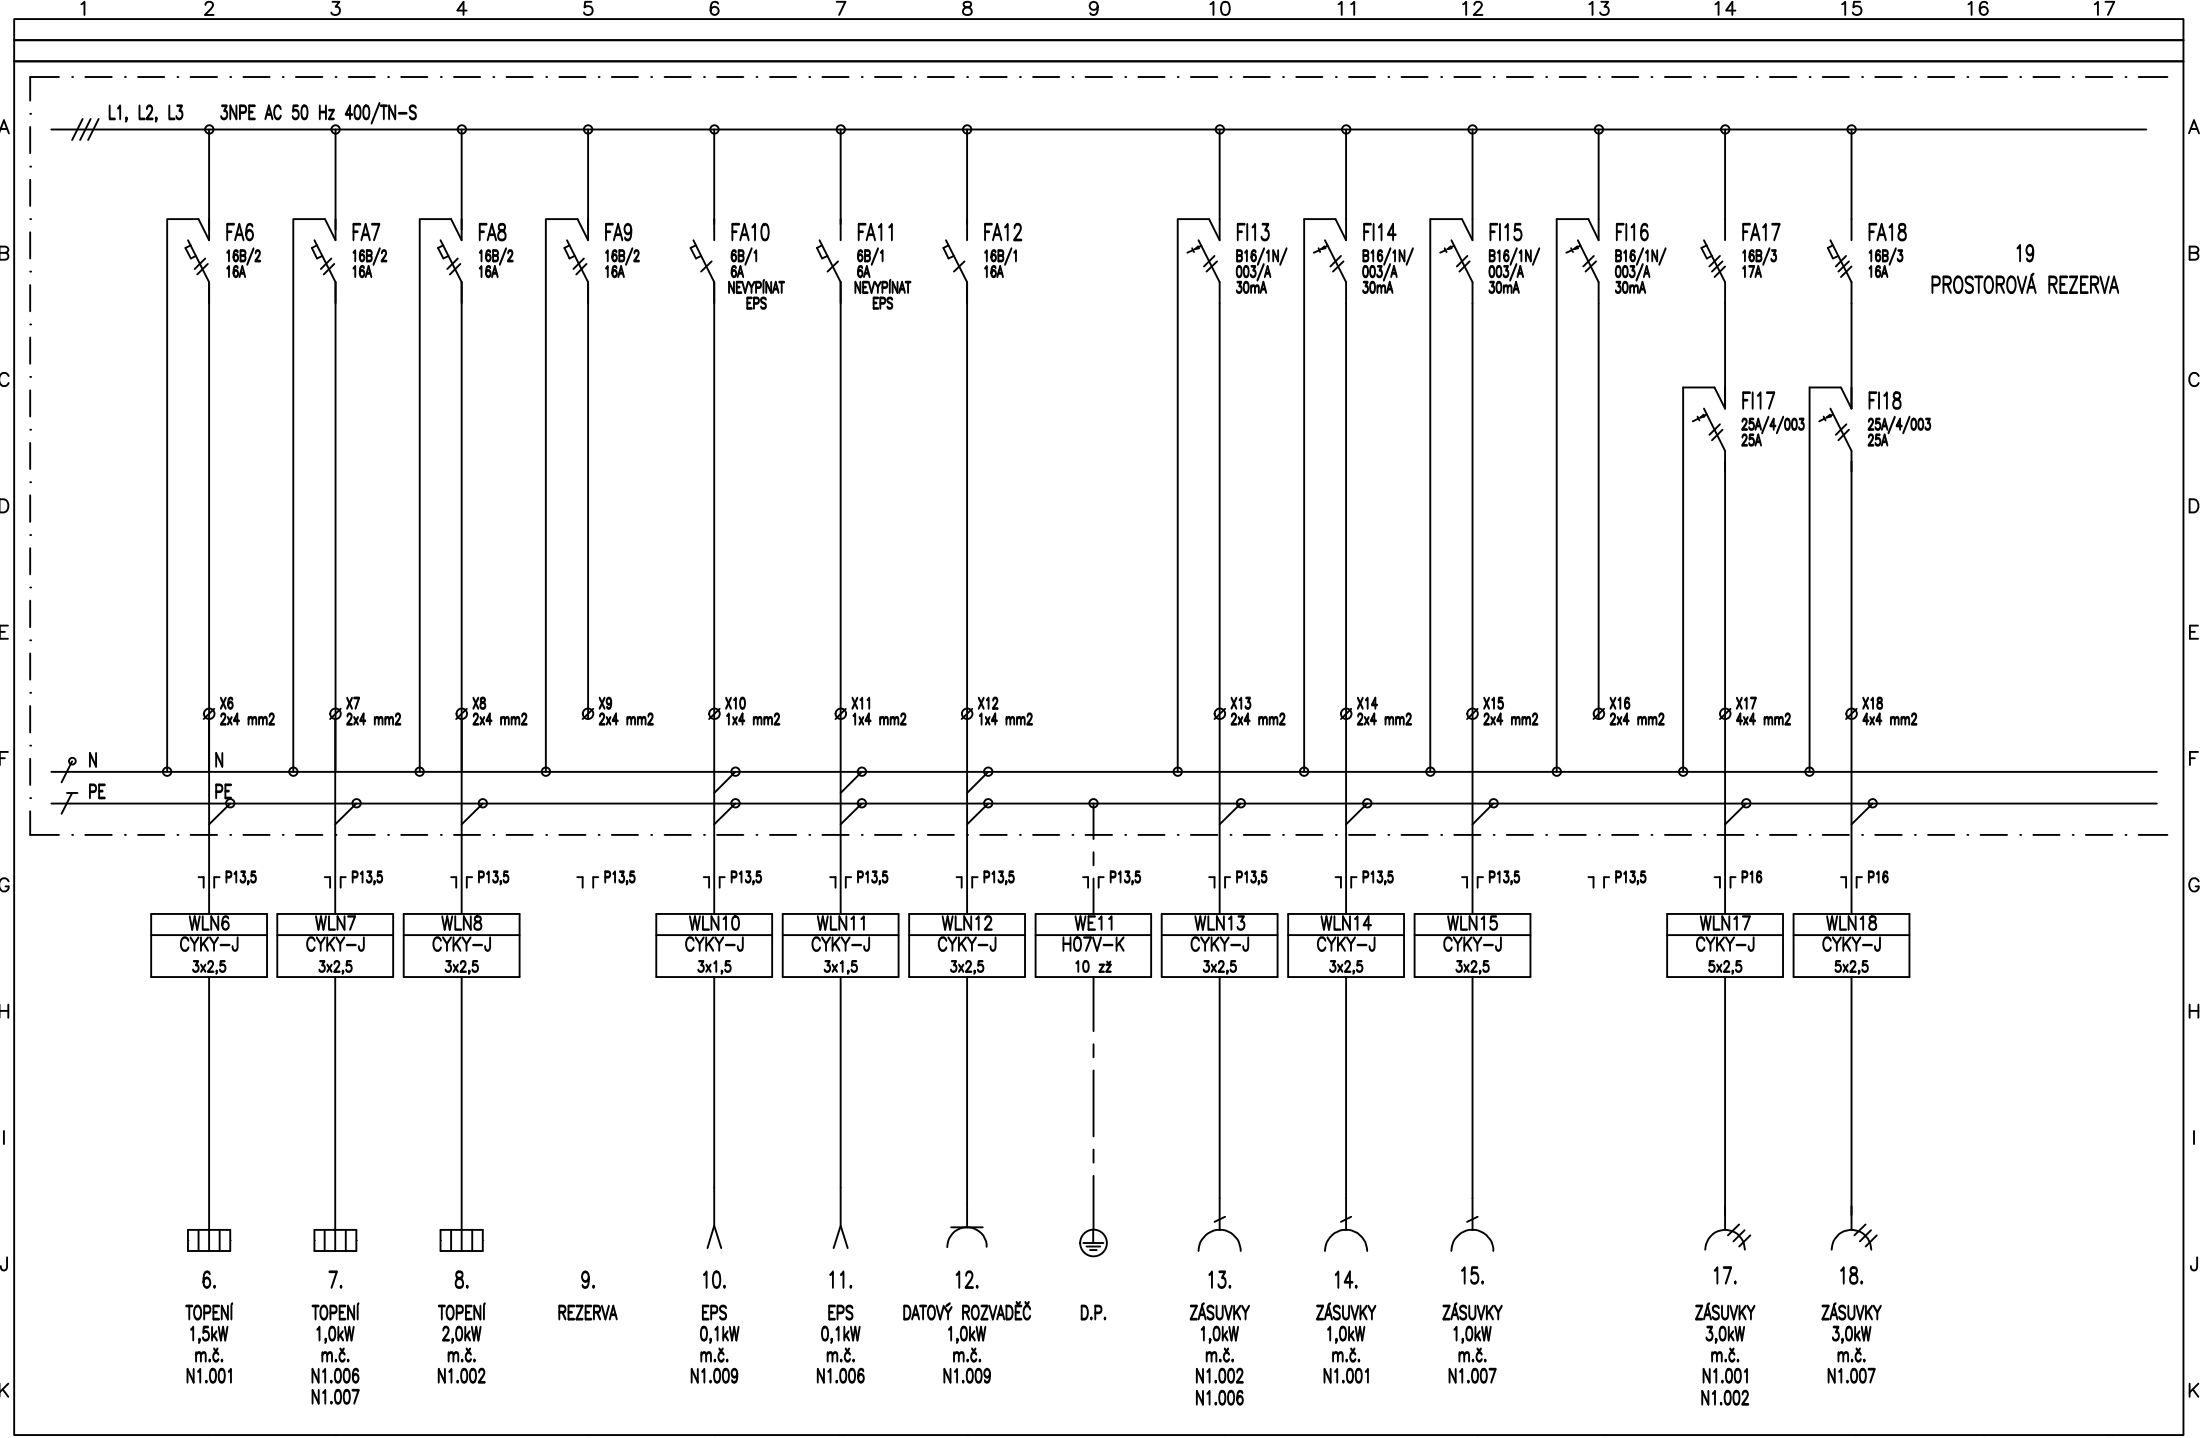 1 2 3 4 5 6 7 8 9 10 11 12 13 14 15 16 17
A A
L1, L2, L3 3NPE AC 50 Hz 400/TN-S
B B
FA6
16B/2
16A
FA7
16B/2
16A
FA8
16B/2
16A
FA9
16B/2
16A
FA10
6B/1
6A
NEVYPÍNAT
EPS
FA11
6B/1
6A
NEVYPÍNAT
EPS
FA12
16B/1
16A
FI13
B16/1N/
003/A
30mA
FI14
B16/1N/
003/A
30mA
FI15
B16/1N/
003/A
30mA
FI16
B16/1N/
003/A
30mA
FA17
16B/3
17A
FA18
16B/3
16A
19
PROSTOROVÁ REZERVA
C C
FI17
25A/4/003
25A
FI18
25A/4/003
25A
D D
E E
X6
2x4 mm2
X7
2x4 mm2
X8
2x4 mm2
X9
2x4 mm2
X10
1x4 mm2
X11
1x4 mm2
X12
1x4 mm2
X13
2x4 mm2
X14
2x4 mm2
X15
2x4 mm2
X16
2x4 mm2
X17
4x4 mm2
X18
4x4 mm2
F F
N N
PE PE
G G
P13,5 P13,5 P13,5 P13,5 P13,5 P13,5 P13,5 P13,5 P13,5 P13,5 P13,5 P13,5 P16 P16
WLN6
CYKY-J
3x2,5
WLN7
CYKY-J
3x2,5
WLN8
CYKY-J
3x2,5
WLN10
CYKY-J
3x1,5
WLN11
CYKY-J
3x1,5
WLN12
CYKY-J
3x2,5
WE11
H07V-K
10 zž
WLN13
CYKY-J
3x2,5
WLN14
CYKY-J
3x2,5
WLN15
CYKY-J
3x2,5
WLN17
CYKY-J
5x2,5
WLN18
CYKY-J
5x2,5
H H
I I
J J
6.
TOPENÍ
1,5kW
m.č.
N1.001
7.
TOPENÍ
1,0kW
m.č.
N1.006
N1.007
8.
TOPENÍ
2,0kW
m.č.
N1.002
9.
REZERVA
10.
EPS
0,1kW
m.č.
N1.009
11.
EPS
0,1kW
m.č.
N1.006
12.
DATOVÝ ROZVADĚČ
1,0kW
m.č.
N1.009
D.P.
13.
ZÁSUVKY
1,0kW
m.č.
N1.002
N1.006
14.
ZÁSUVKY
1,0kW
m.č.
N1.001
15.
ZÁSUVKY
1,0kW
m.č.
N1.007
17.
ZÁSUVKY
3,0kW
m.č.
N1.001
N1.002
18.
ZÁSUVKY
3,0kW
m.č.
N1.007
K K